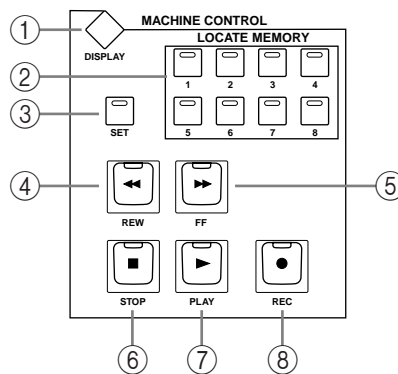 ① MACHINE CONTROL
LOCATE MEMORY
DISPLAY
②
1 2 3 4
③
SET 5 6 7 8
④ ⑤
REW FF
STOP PLAY REC
⑥ ⑦ ⑧